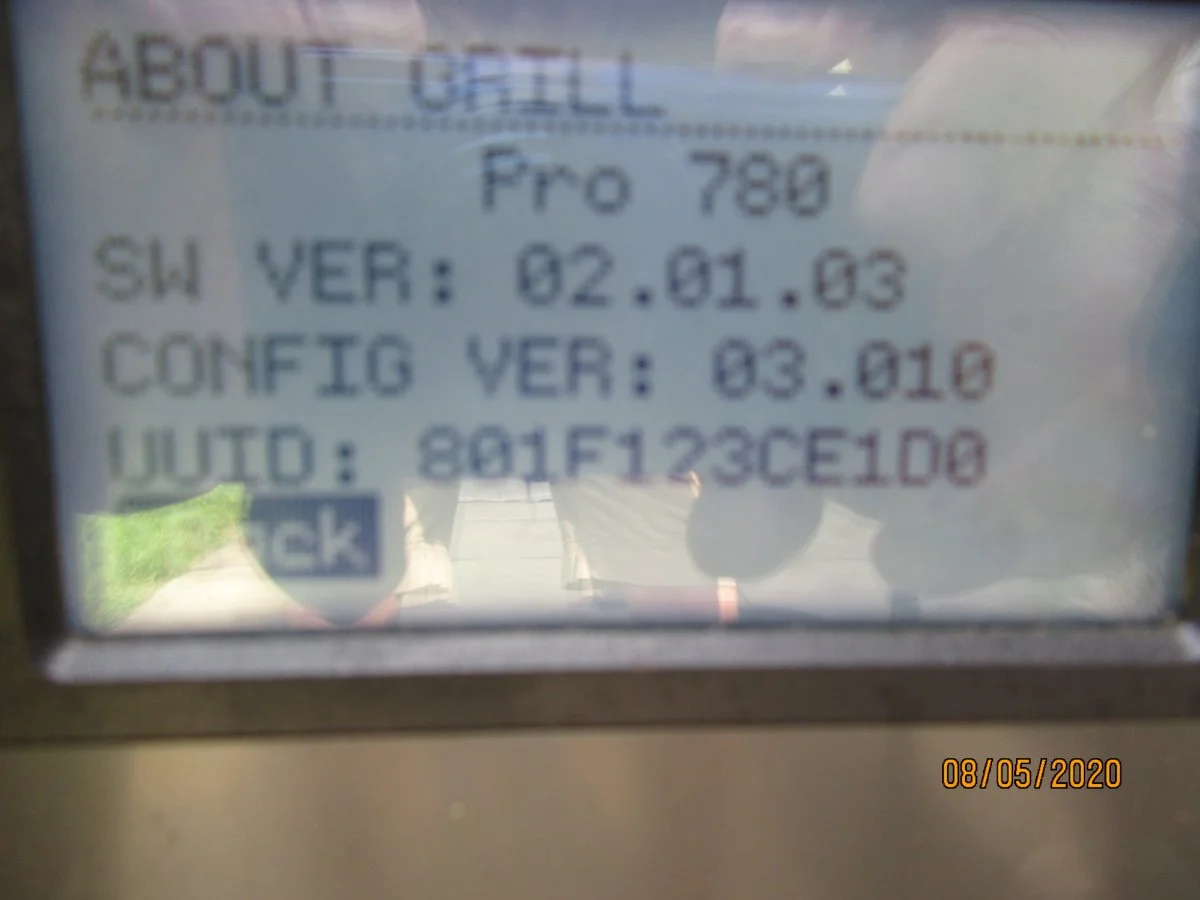 ABOUT GRILL
Pro 780
SW VER: 02.01.03
CONFIG VER: 03.010
UUID: 801F123CE1D0
08/05/2020